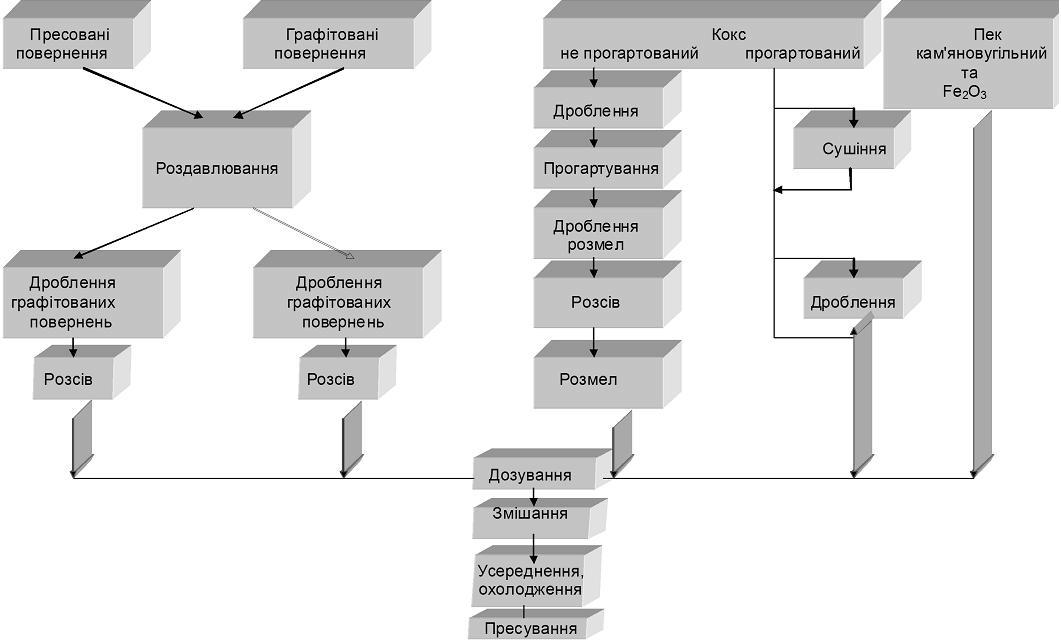 Пресовані
повернення
Графітовані
повернення
Кокс
не прогартований прогартований
Пек
кам'яновугільний
та
Fe₂O₃
Дроблення
Сушіння
Роздавлювання
Прогартування
Дроблення
розмел
Дроблення
графітованих
повернень
Дроблення
графітованих
повернень
Розсів
Дроблення
Розсів
Розсів
Розмел
Дозування
Змішання
Усереднення,
охолодження
Пресування